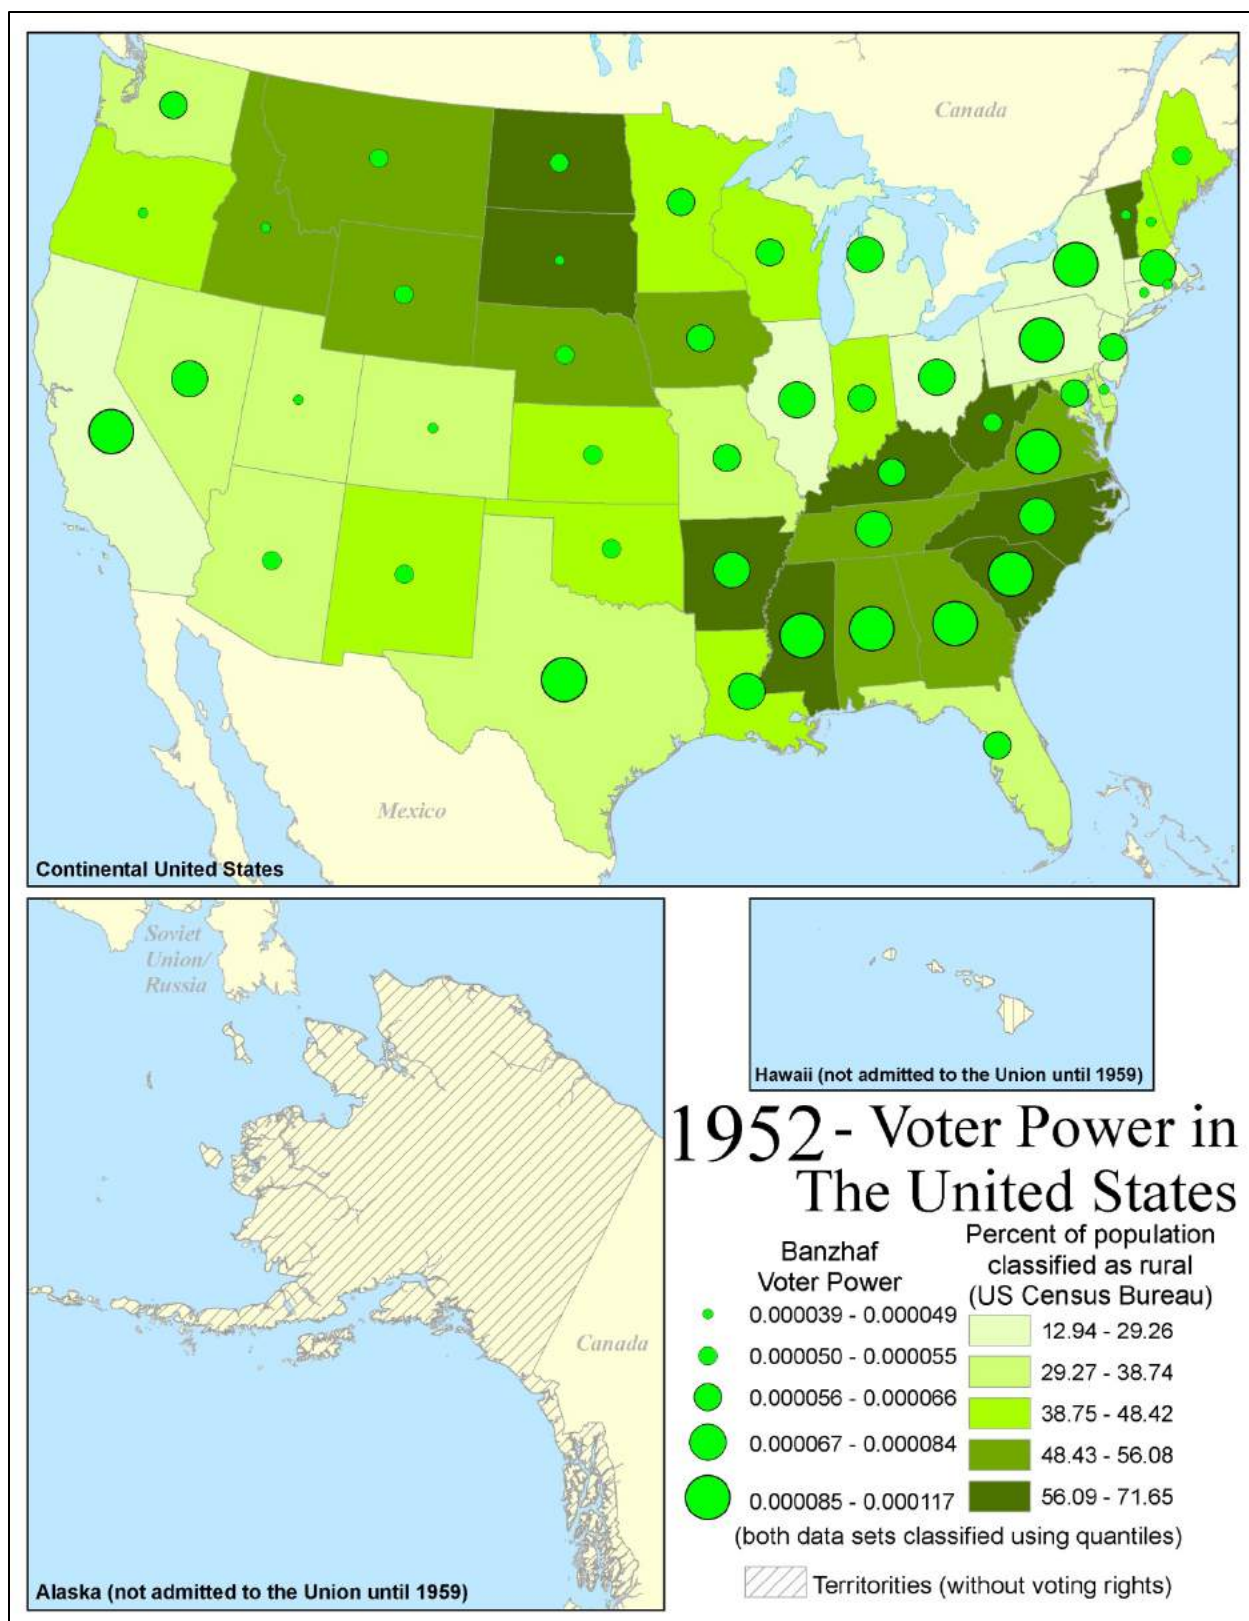 Canada
Mexico
Continental United States
Soviet
Union/
Russia
Canada
Alaska (not admitted to the Union until 1959)
Hawaii (not admitted to the Union until 1959)
1952 - Voter Power in
The United States
Banzhaf
Voter Power
0.000039 - 0.000049
0.000050 - 0.000055
0.000056 - 0.000066
0.000067 - 0.000084
0.000085 - 0.000117
Percent of population
classified as rural
(US Census Bureau)
12.94 - 29.26
29.27 - 38.74
38.75 - 48.42
48.43 - 56.08
56.09 - 71.65
(both data sets classified using quantiles)
Territorities (without voting rights)